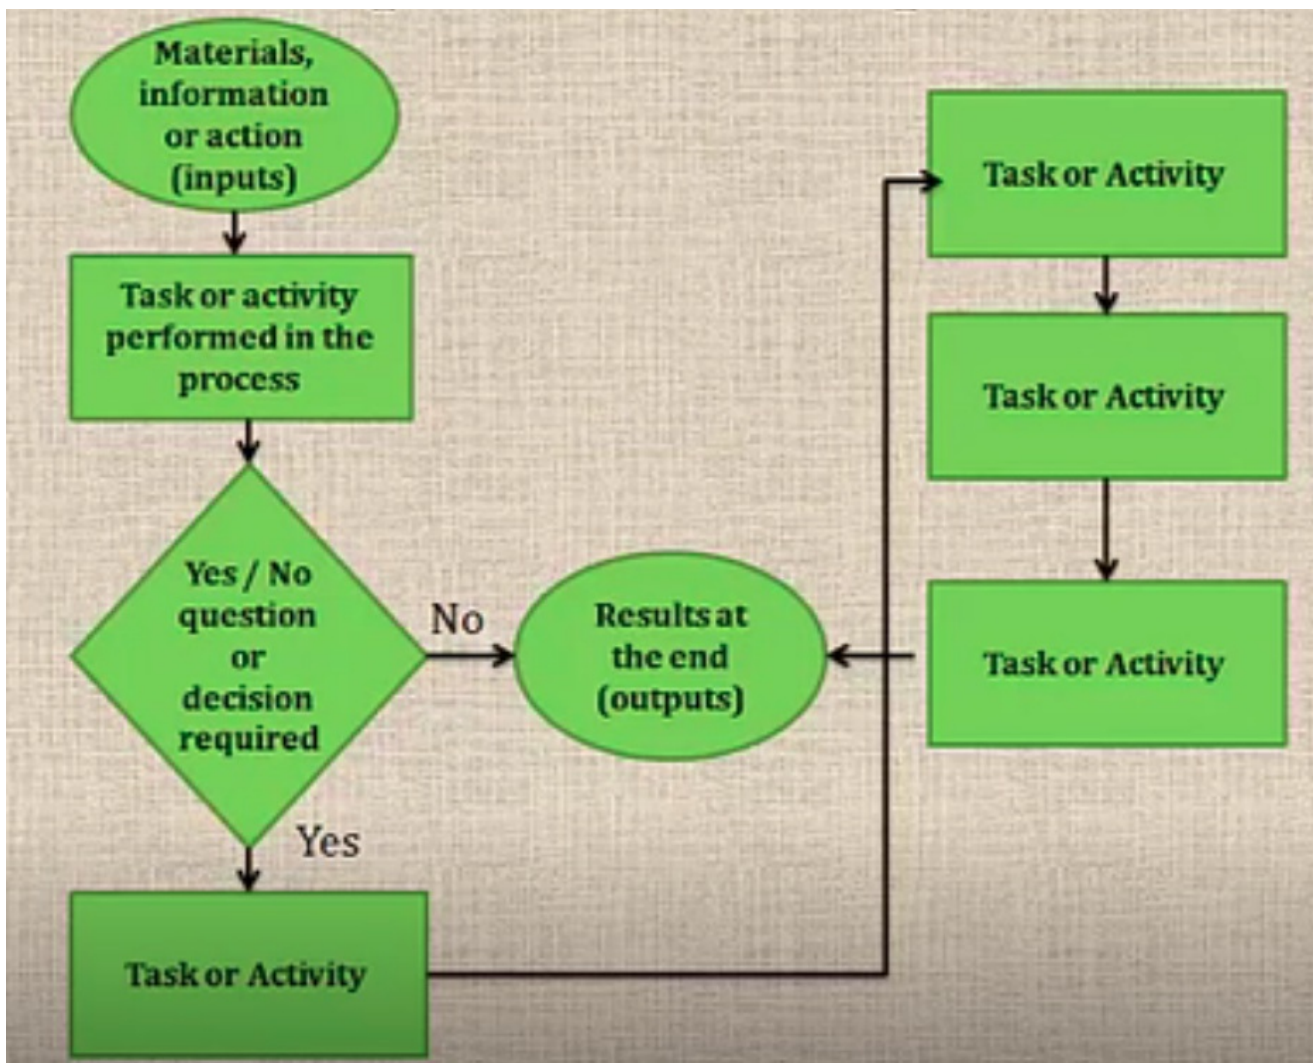 Materials,
information
or action
(inputs)
Task or activity
performed in the
process
Yes / No
question
or
decision
required
No
Yes
Task or Activity
Results at
the end
(outputs)
Task or Activity
Task or Activity
Task or Activity